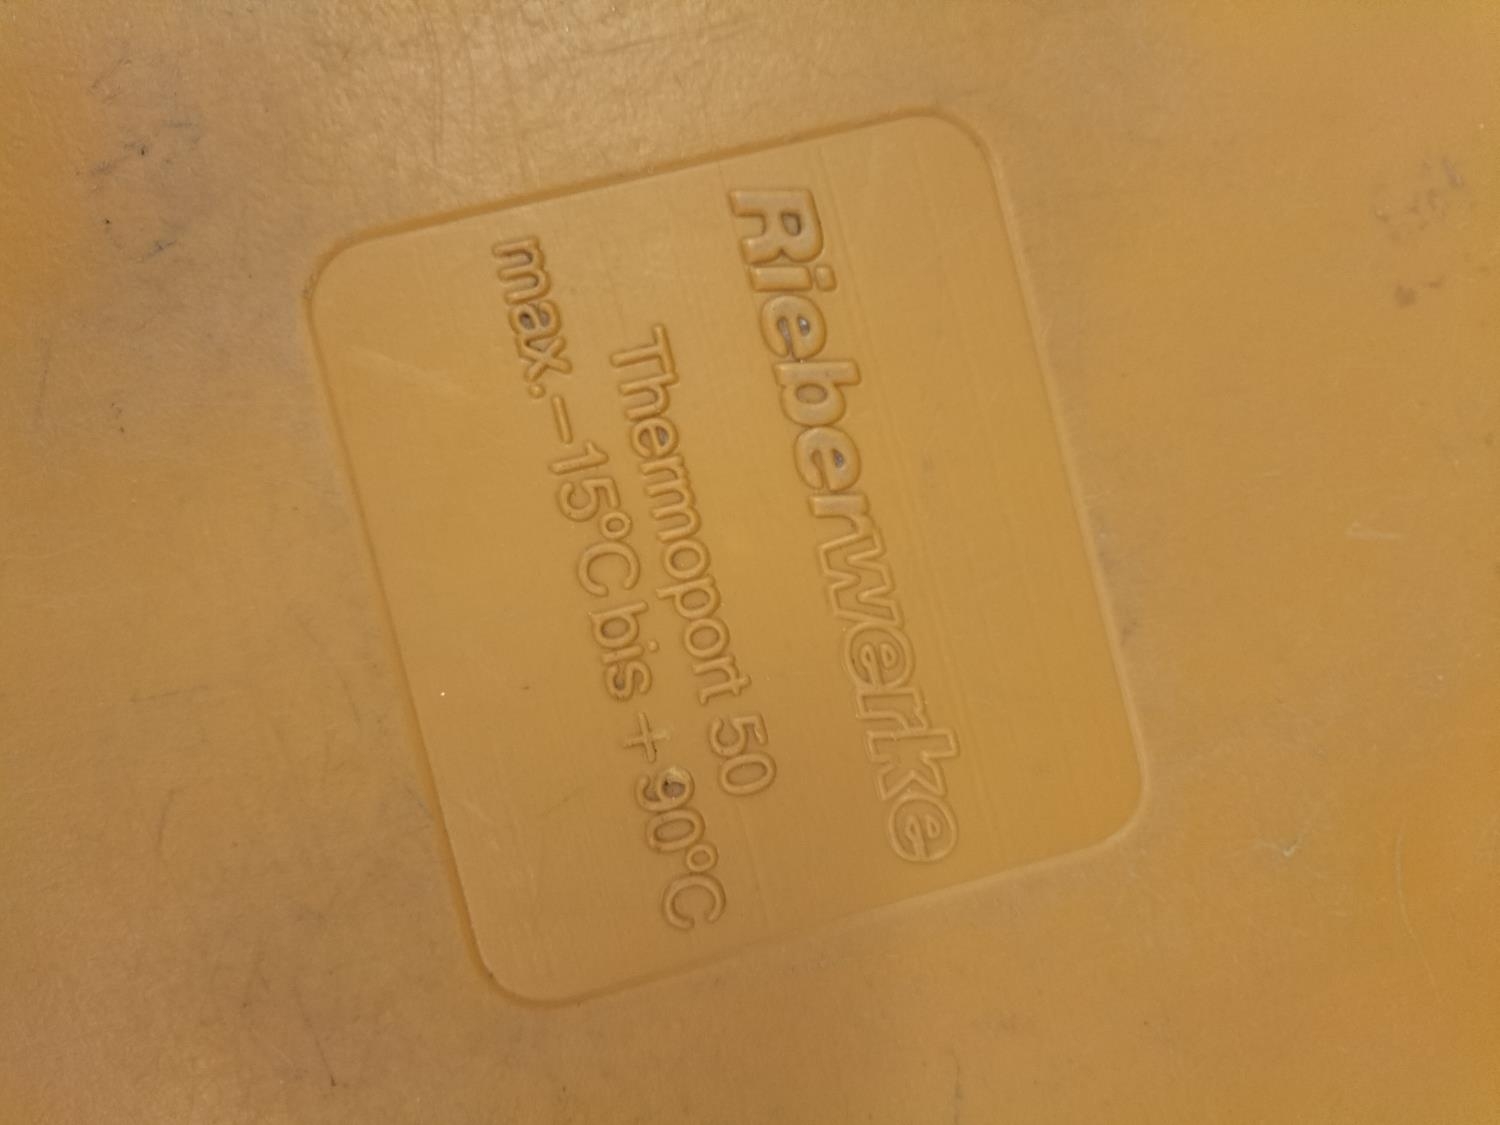 Rieberwerke
Thermoport 50
max. -15°C bis +90°C